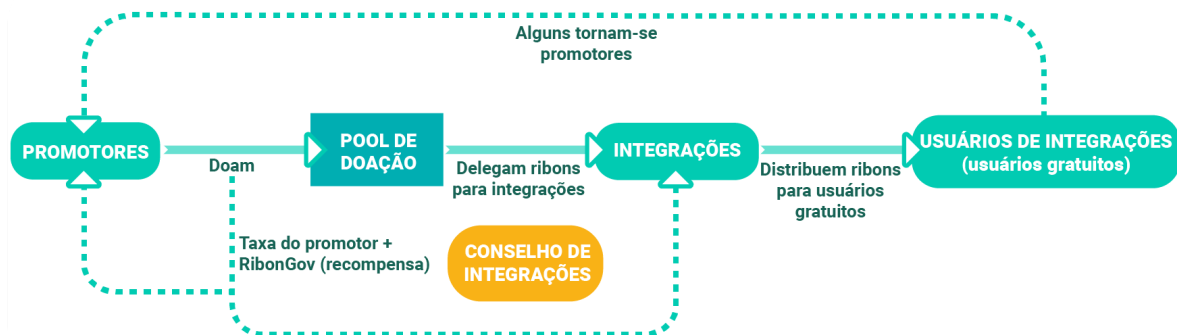 Alguns tornam-se
promotores
PROMOTORES
Doam
POOL DE
DOAÇÃO
Delegam ribons
para integrações
INTEGRAÇÕES
Distribuem ribons
para usuários
gratuitos
USUÁRIOS DE INTEGRAÇÕES
(usuários gratuitos)
Taxa do promotor +
RibonGov (recompensa)
CONSELHO DE
INTEGRAÇÕES